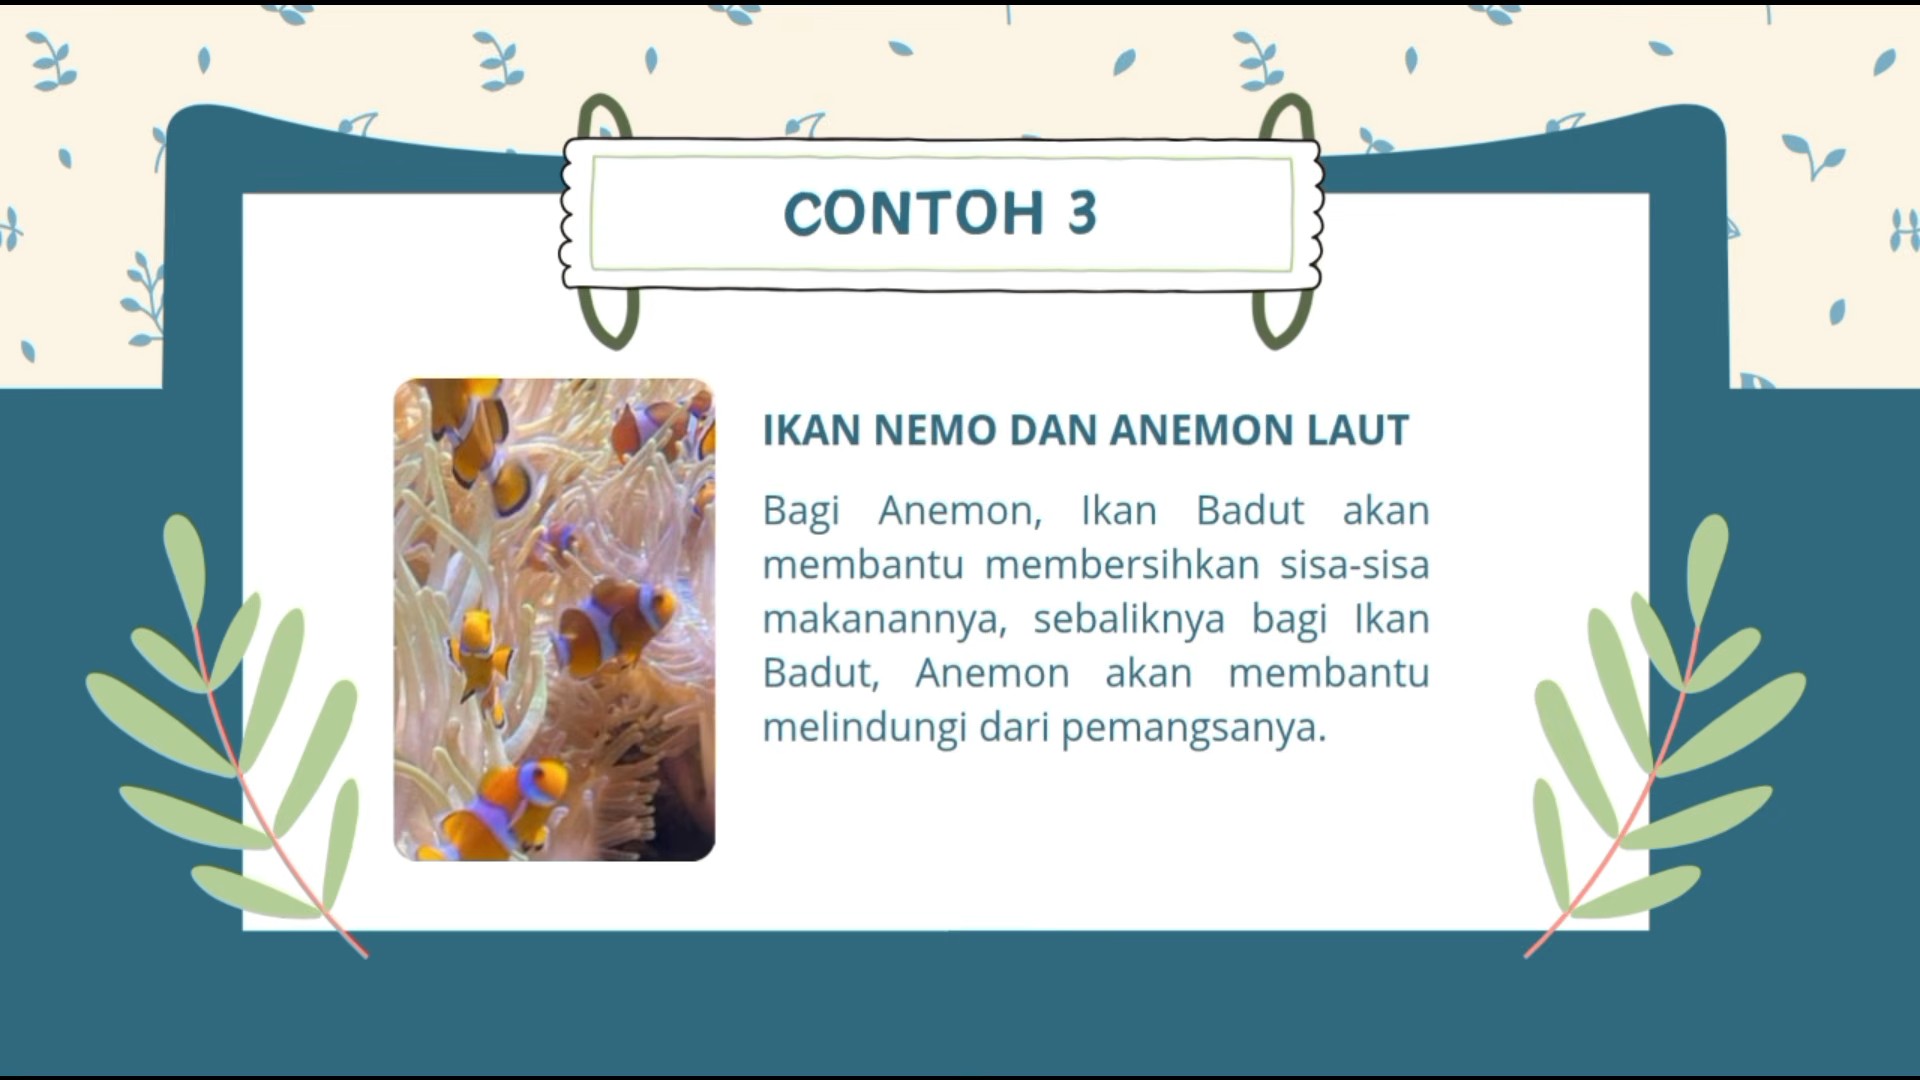 CONTOH 3
IKAN NEMO DAN ANEMON LAUT
Bagi Anemon, Ikan Badut akan
membantu membersihkan sisa-sisa
makanannya, sebaliknya bagi Ikan
Badut, Anemon akan membantu
melindungi dari pemangsanya.